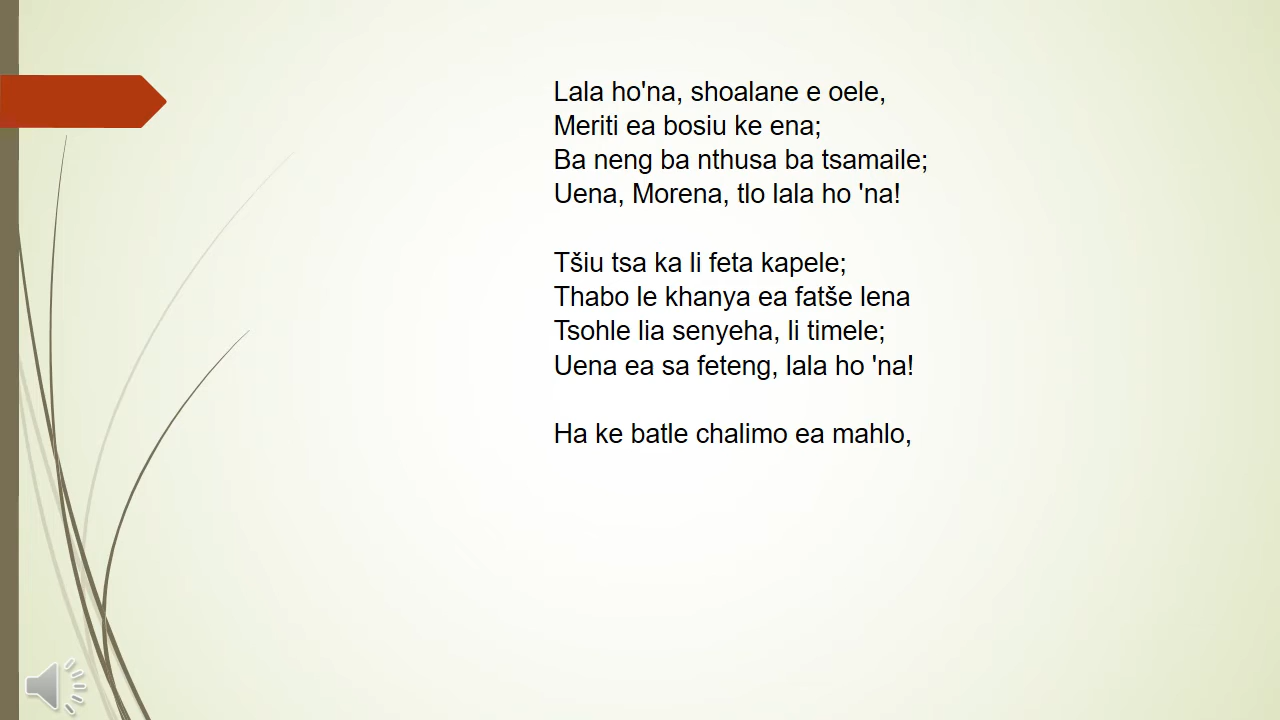 Lala ho'na, shoalane e oele,
Meriti ea bosiu ke ena;
Ba neng ba nthusa ba tsamaile;
Uena, Morena, tlo lala ho 'na!
Tšiu tsa ka li feta kapele;
Thabo le khanya ea fatše lena
Tsohle lia senyeha, li timele;
Uena ea sa feteng, lala ho 'na!
Ha ke batle chalimo ea mahlo,